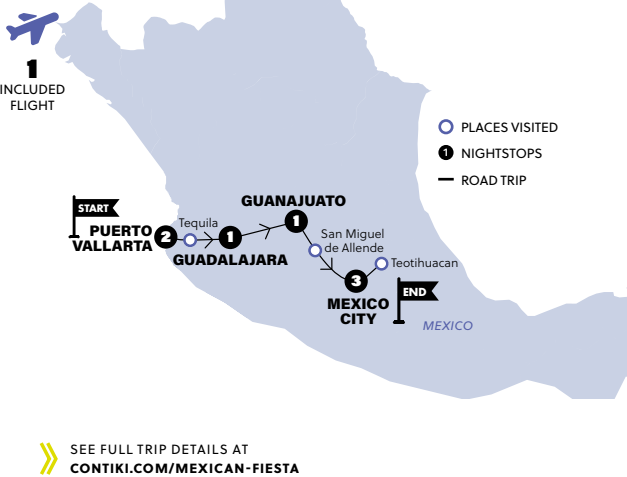 1
INCLUDED
FLIGHT
PLACES VISITED
1 NIGHTSTOPS
ROAD TRIP
START
PUERTO
VALLARTA
2
Tequila
1
GUADALAJARA
GUANAJUATO
1
San Miguel
de Allende
3
Teotihuacan
MEXICO
CITY
END
MEXICO
SEE FULL TRIP DETAILS AT
CONTIKI.COM/MEXICAN-FIESTA